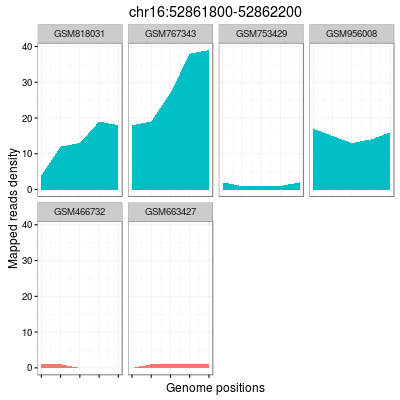 chr16:52861800-52862200
GSM818031 GSM767343 GSM753429 GSM956008
40
30
20
10
0
Mapped reads density
GSM466732 GSM663427
40
30
20
10
0
Genome positions